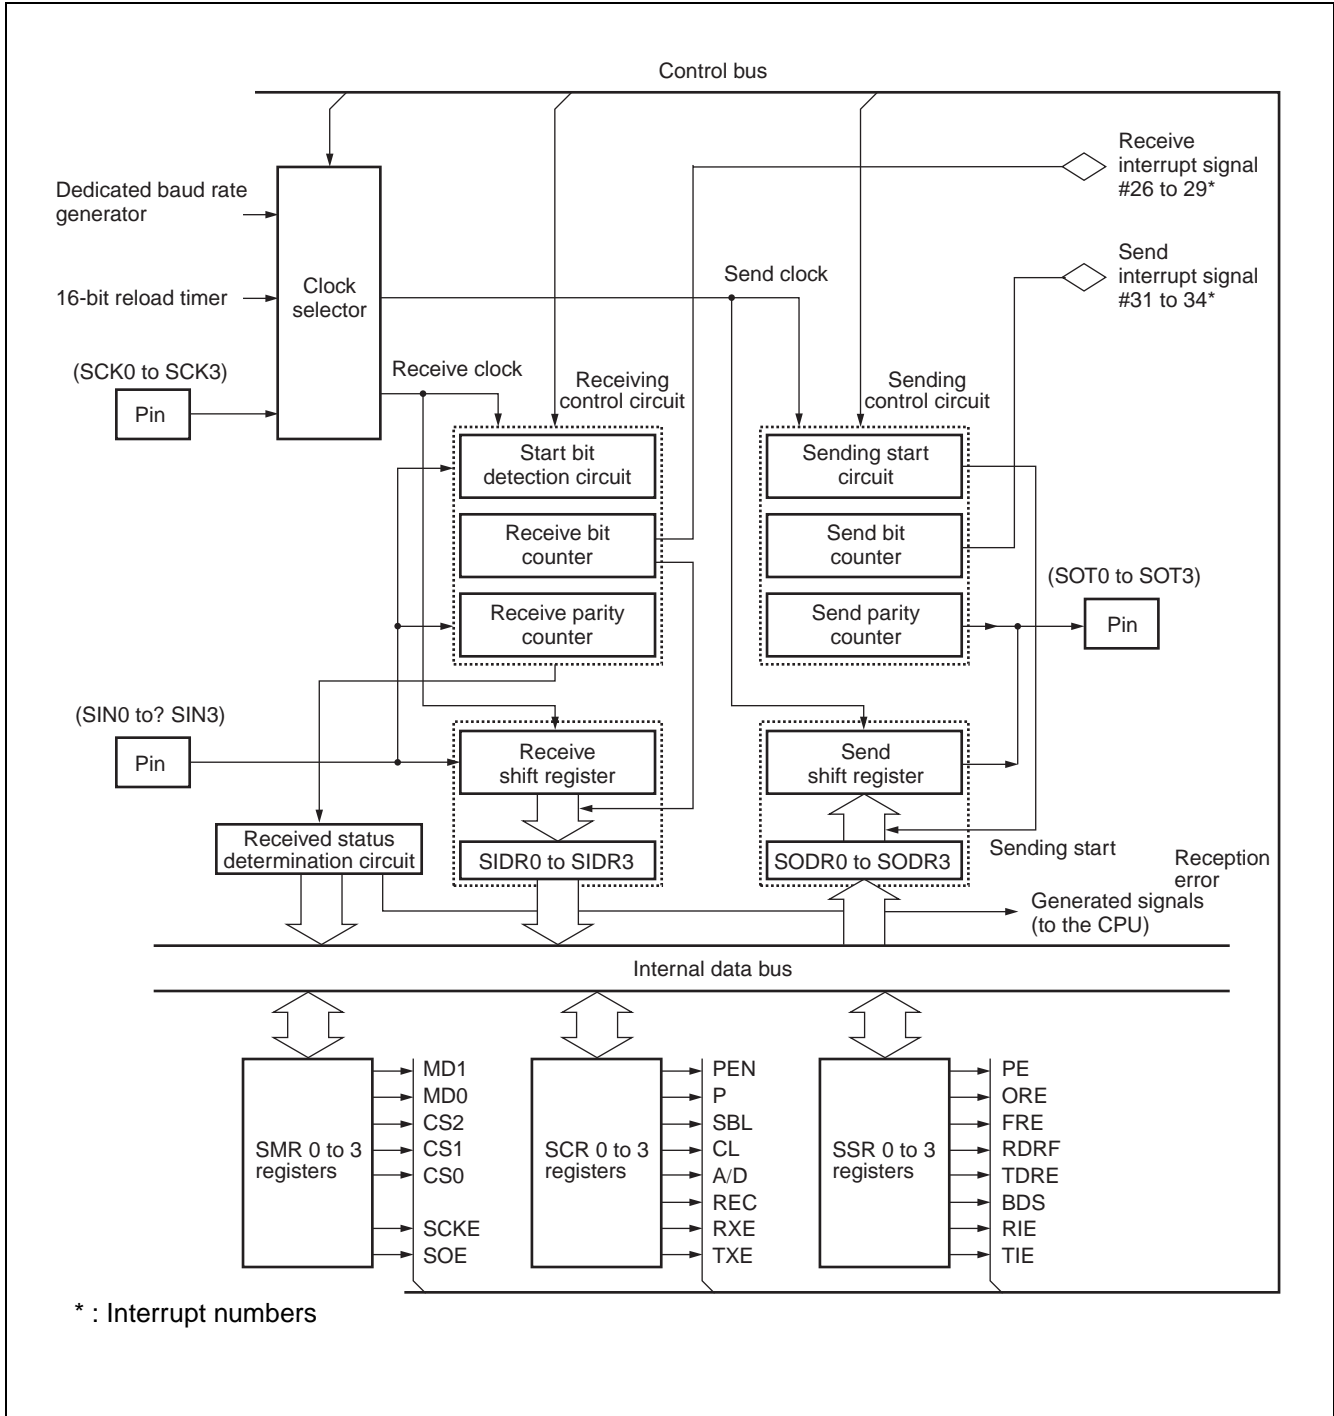 Control bus
Receive
interrupt signal
#26 to 29*
Dedicated baud rate
generator
Send
interrupt signal
#31 to 34*
16-bit reload timer
Clock
selector
Send clock
(SCK0 to SCK3)
Pin
Receive clock
Receiving
control circuit
Sending
control circuit
Start bit
detection circuit
Sending start
circuit
Receive bit
counter
Send bit
counter
(SOT0 to SOT3)
Pin
Receive parity
counter
Send parity
counter
(SIN0 to? SIN3)
Pin
Receive
shift register
Send
shift register
Received status
determination circuit
SIDR0 to SIDR3
SODR0 to SODR3
Sending start
Reception
error
Generated signals
(to the CPU)
Internal data bus
SMR 0 to 3
registers
MD1
MD0
CS2
CS1
CS0
SCKE
SOE
SCR 0 to 3
registers
PEN
P
SBL
CL
A/D
REC
RXE
TXE
SSR 0 to 3
registers
PE
ORE
FRE
RDRF
TDRE
BDS
RIE
TIE
* : Interrupt numbers